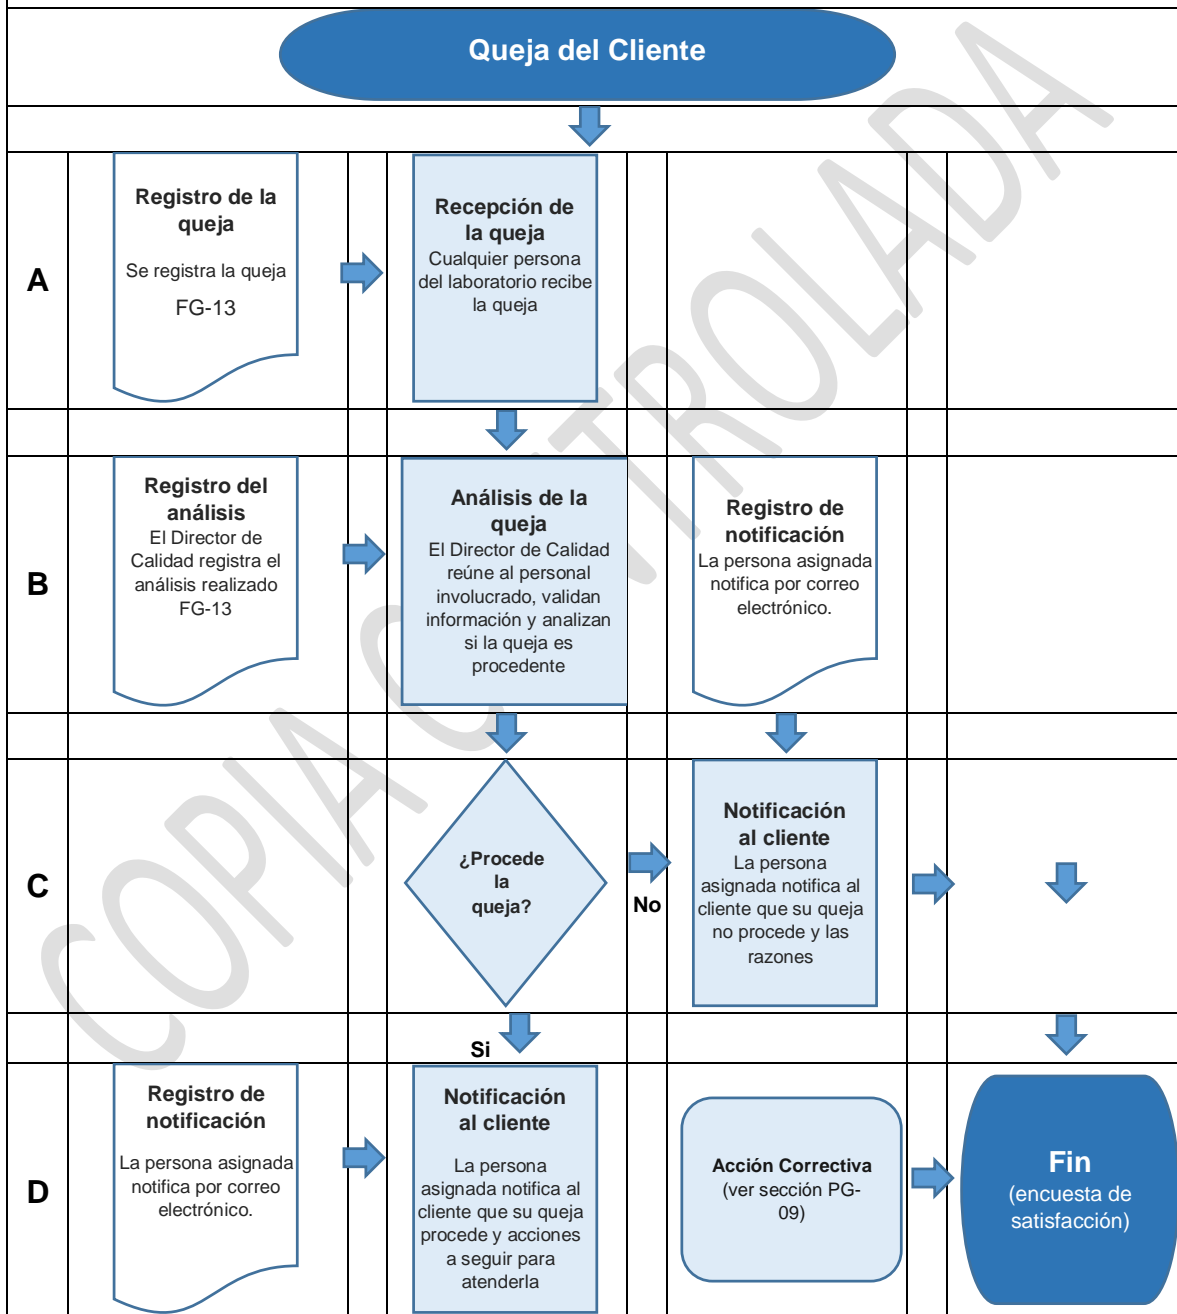 Queja del Cliente
A
Registro de la
queja
Se registra la queja
FG-13
Recepción de
la queja
Cualquier persona
del laboratorio recibe
la queja
B
Registro del
análisis
El Director de
Calidad registra el
análisis realizado
FG-13
Análisis de la
queja
El Director de Calidad
reúne al personal
involucrado, validan
información y analizan
si la queja es
procedente
Registro de
notificación
La persona asignada
notifica por correo
electrónico.
C
¿Procede
la
queja?
No
Notificación
al cliente
La persona
asignada notifica al
cliente que su queja
no procede y las
razones
Si
D
Registro de
notificación
La persona asignada
notifica por correo
electrónico.
Notificación
al cliente
La persona
asignada notifica al
cliente que su queja
procede y acciones
a seguir para
atenderla
Acción Correctiva
(ver sección PG-
09)
Fin
(encuesta de
satisfacción)
COPIA CONTROLADA